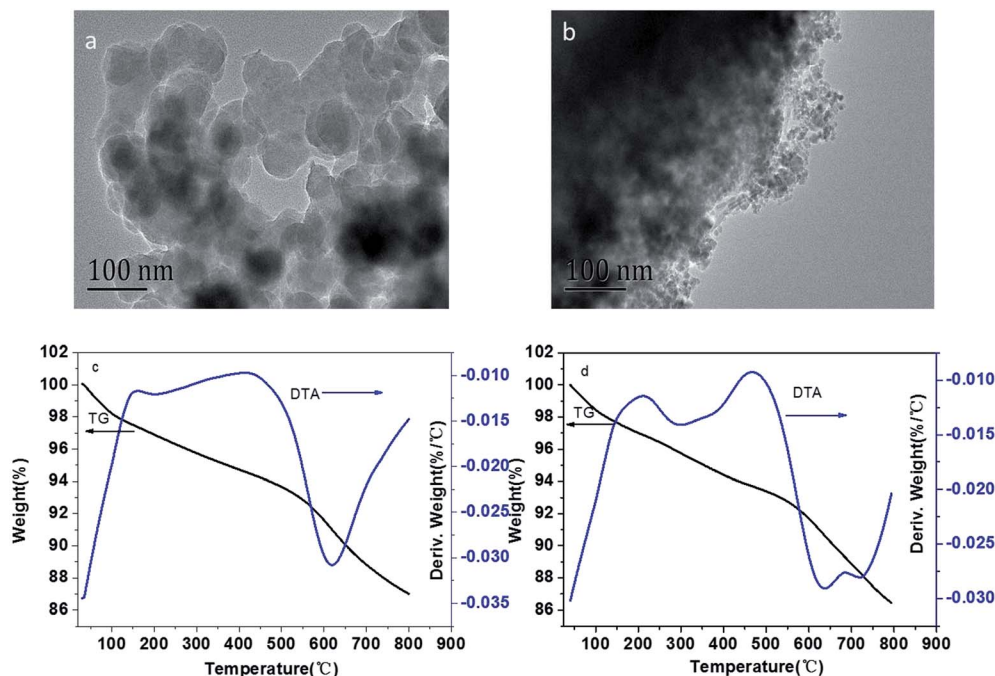 a
100 nm
b
100 nm
c
TG
DTA
102
100
98
96
94
92
90
88
86
Weight(%)
0 100 200 300 400 500 600 700 800 900
Temperature(℃)
-0.010
-0.015
-0.020
-0.025
-0.030
-0.035
Deriv. Weight(%/℃)
d
TG
DTA
102
100
98
96
94
92
90
88
86
Weight(%)
0 100 200 300 400 500 600 700 800 900
Temperature(℃)
-0.010
-0.015
-0.020
-0.025
-0.030
Deriv. Weight(%/℃)